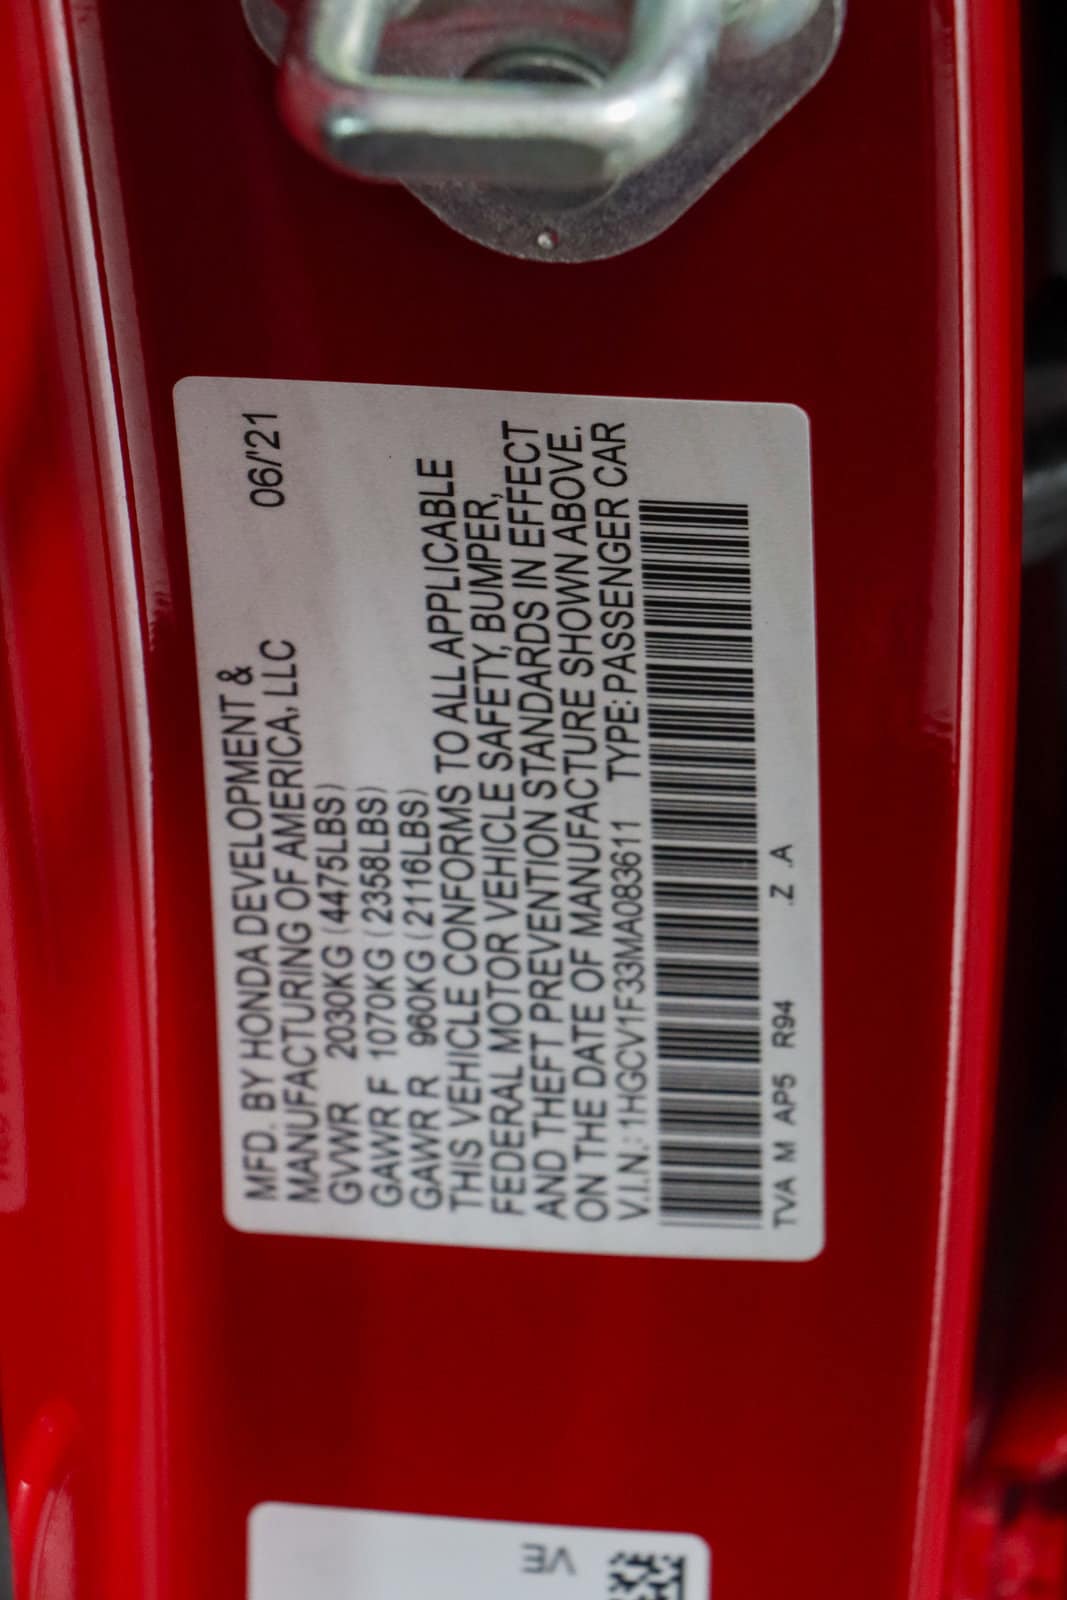 MFD. BY HONDA DEVELOPMENT &
MANUFACTURING OF AMERICA, LLC 06/'21
GVWR 2030KG (4475LBS)
GAWR F 1070KG (2358LBS)
GAWR R 960KG (2116LBS)
THIS VEHICLE CONFORMS TO ALL APPLICABLE
FEDERAL MOTOR VEHICLE SAFETY, BUMPER,
AND THEFT PREVENTION STANDARDS IN EFFECT
ON THE DATE OF MANUFACTURE SHOWN ABOVE.
V.I.N.: 1HGCV1F33MA083611 TYPE: PASSENGER CAR
TVA M AP5 R94 .Z .A
VE